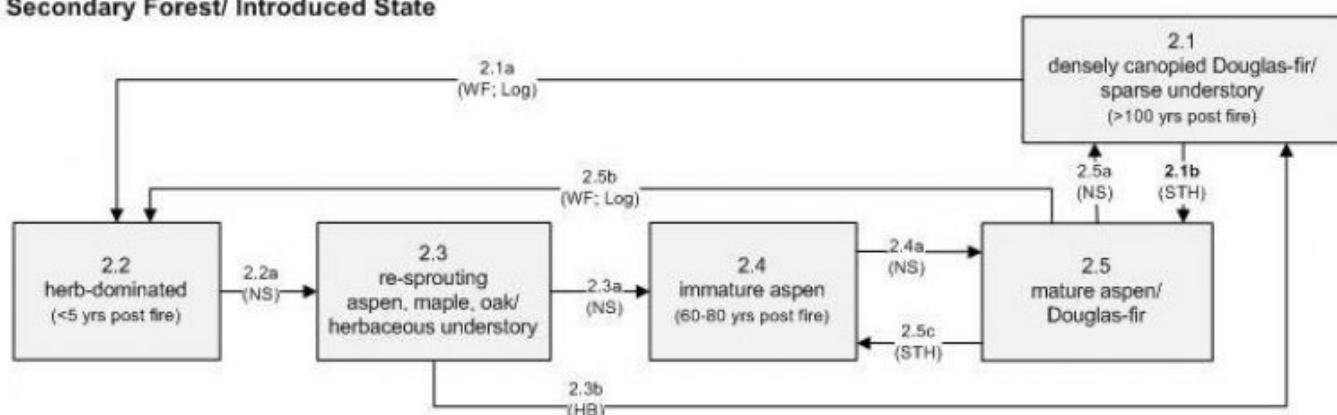 Secondary Forest/ Introduced State
2.1
densely canopied Douglas-fir/
sparse understory
(>100 yrs post fire)
2.1a
(WF; Log)
2.5a
(NS)
2.1b
(STH)
2.5b
(WF; Log)
2.2
herb-dominated
(<5 yrs post fire)
2.2a
(NS)
2.3
re-sprouting
aspen, maple, oak/
herbaceous understory
2.3a
(NS)
2.4
immature aspen
(60-80 yrs post fire)
2.4a
(NS)
2.5
mature aspen/
Douglas-fir
2.5c
(STH)
2.3b
(HB)